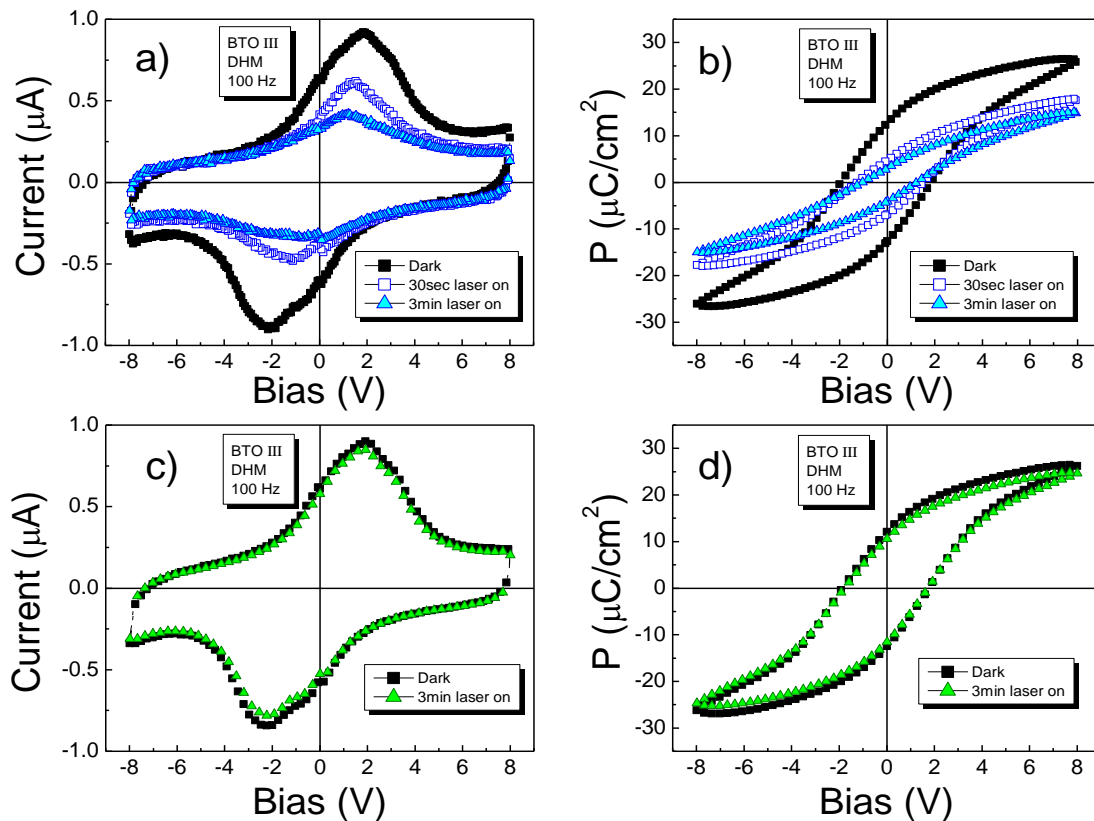 a)
BTO III
DHM
100 Hz
Current (μA)
1.0
0.5
0.0
-0.5
-1.0
-8 -6 -4 -2 0 2 4 6 8
Bias (V)
Dark
30sec laser on
3min laser on
b)
BTO III
DHM
100 Hz
P (μC/cm²)
30
20
10
0
-10
-20
-30
-8 -6 -4 -2 0 2 4 6 8
Bias (V)
Dark
30sec laser on
3min laser on
c)
BTO III
DHM
100 Hz
Current (μA)
1.0
0.5
0.0
-0.5
-1.0
-8 -6 -4 -2 0 2 4 6 8
Bias (V)
Dark
3min laser on
d)
BTO III
DHM
100 Hz
P (μC/cm²)
30
20
10
0
-10
-20
-30
-8 -6 -4 -2 0 2 4 6 8
Bias (V)
Dark
3min laser on